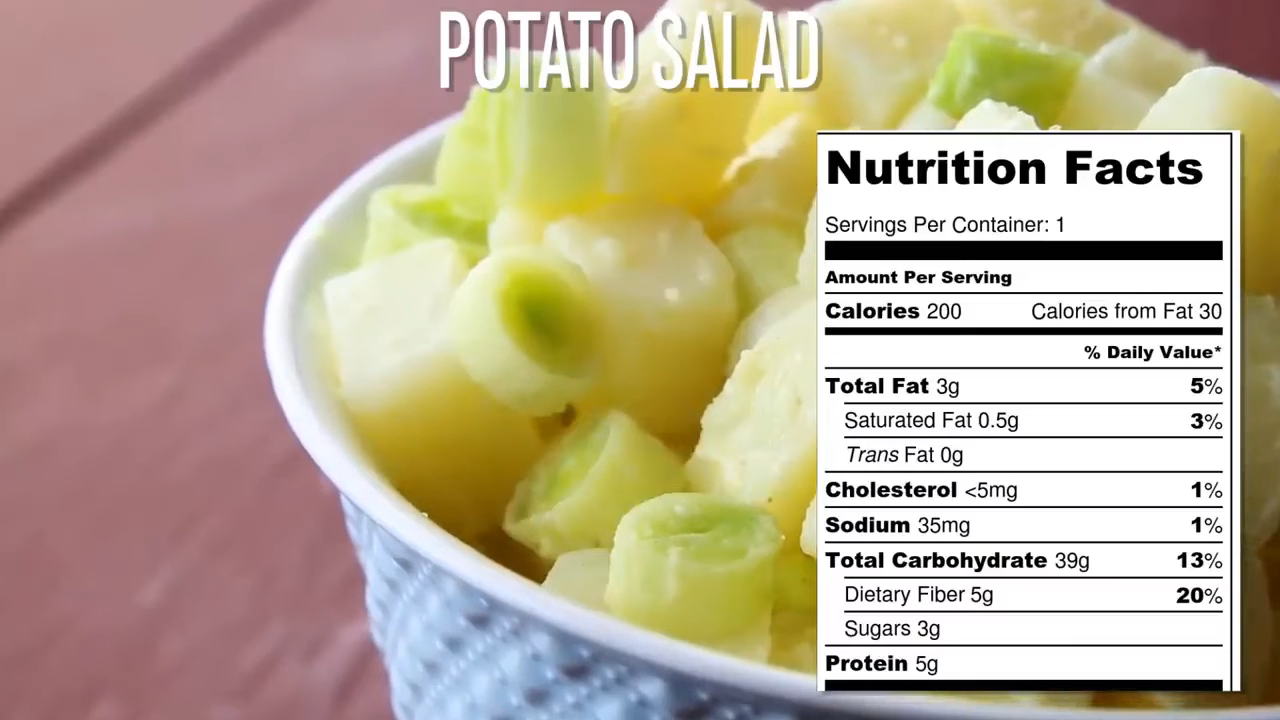 POTATO SALAD
Nutrition Facts
Servings Per Container: 1
Amount Per Serving
Calories 200 Calories from Fat 30
% Daily Value*
Total Fat 3g 5%
Saturated Fat 0.5g 3%
Trans Fat 0g
Cholesterol <5mg 1%
Sodium 35mg 1%
Total Carbohydrate 39g 13%
Dietary Fiber 5g 20%
Sugars 3g
Protein 5g